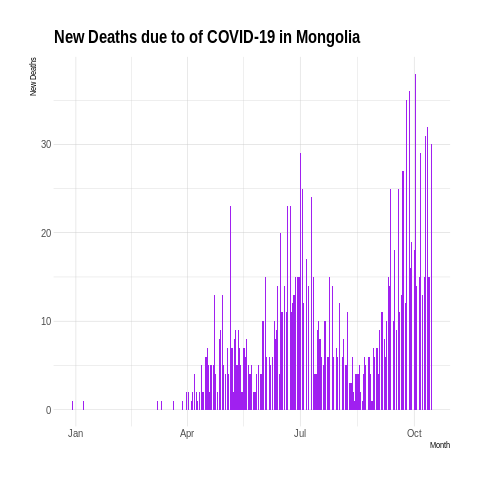 New Deaths due to of COVID-19 in Mongolia
New Deaths
30
20
10
0
Jan Apr Jul Oct
Month